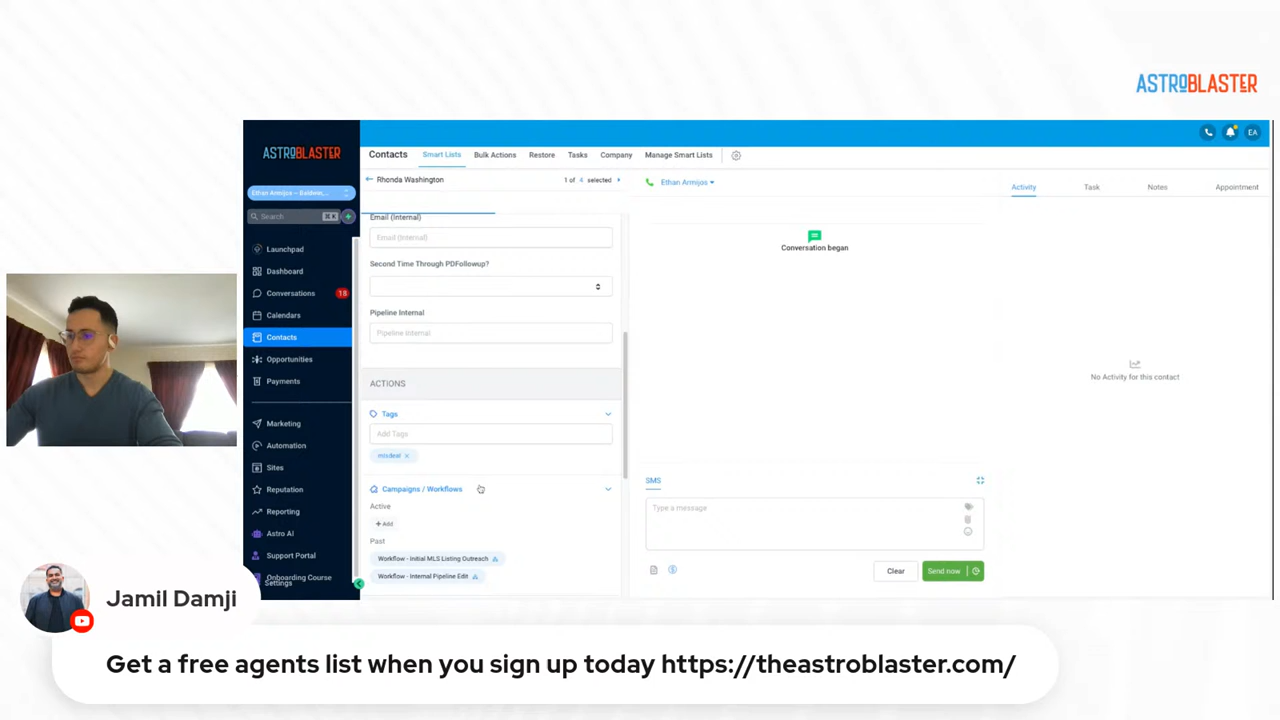 ASTROBLASTER
ASTROBLASTER
Ethan Armijos -- Baldwin,...
Search
⌘K
Launchpad
Dashboard
Conversations
18
Calendars
Contacts
Opportunities
Payments
Marketing
Automation
Sites
Reputation
Reporting
Astro AI
Support Portal
Onboarding Course
Settings
Contacts
Smart Lists
Bulk Actions
Restore
Tasks
Company
Manage Smart Lists
EA
Rhonda Washington
1 of 4 selected
Email (Internal)
Email (Internal)
Second Time Through PDFollowup?
Pipeline Internal
Pipeline Internal
ACTIONS
Tags
Add Tags
misdeal ×
Campaigns / Workflows
Active
+ Add
Past
Workflow - Initial MLS Listing Outreach
Workflow - Internal Pipeline Edit
Ethan Armijos
Conversation began
SMS
Type a message
Clear
Send now
Activity
Task
Notes
Appointment
No Activity for this contact
Jamil Damji
Get a free agents list when you sign up today https://theastroblaster.com/